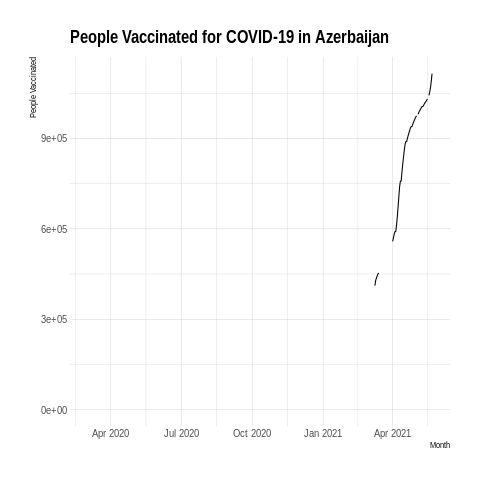 People Vaccinated for COVID-19 in Azerbaijan
People Vaccinated
9e+05
6e+05
3e+05
0e+00
Apr 2020 Jul 2020 Oct 2020 Jan 2021 Apr 2021
Month